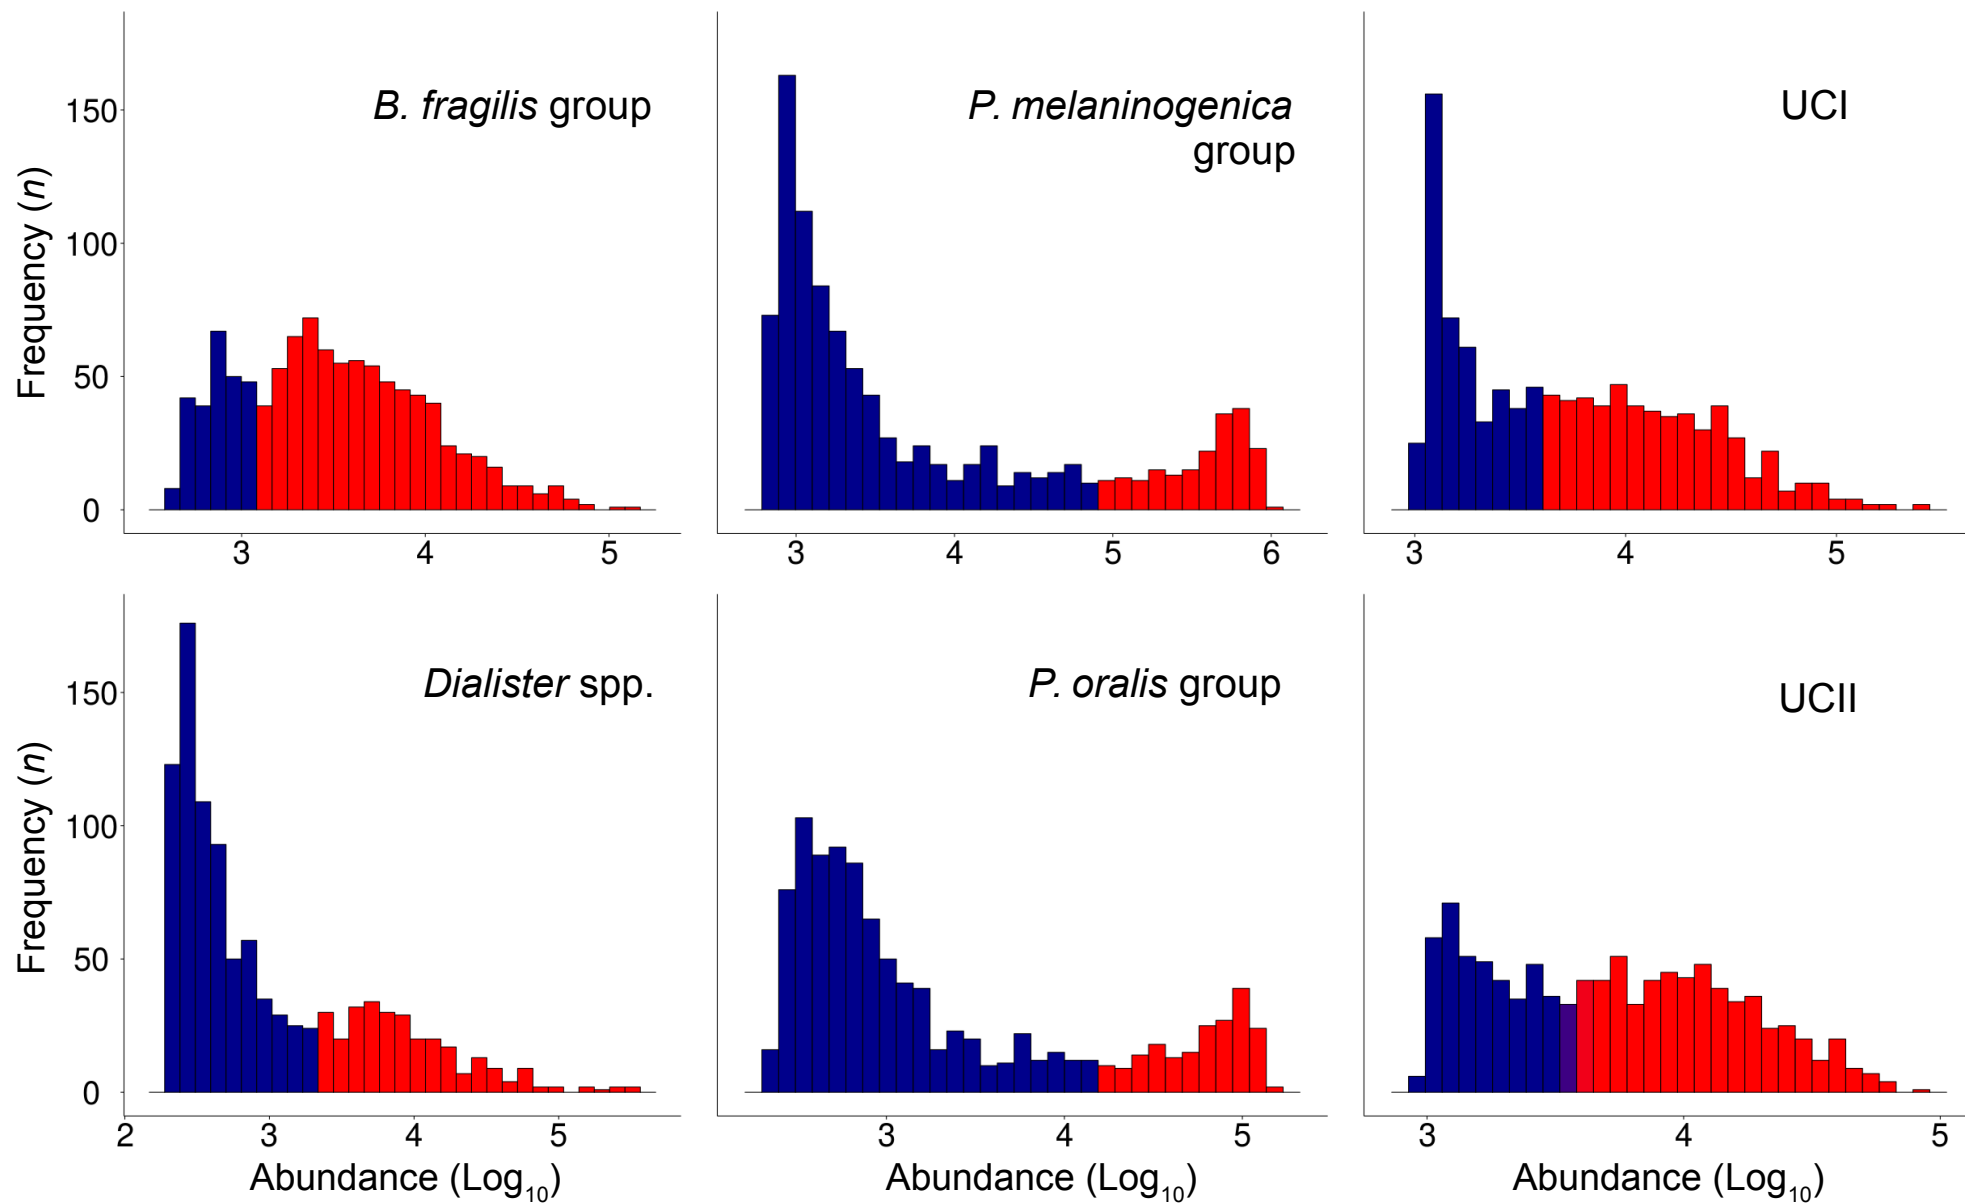 B. fragilis group
P. melaninogenica
group
UCI
Frequency (n)
150
100
50
0
3 4 5
3 4 5 6
3 4 5
Dialister spp.
P. oralis group
UCII
Frequency (n)
150
100
50
0
2 3 4 5
3 4 5
3 4 5
Abundance (Log₁₀)
Abundance (Log₁₀)
Abundance (Log₁₀)